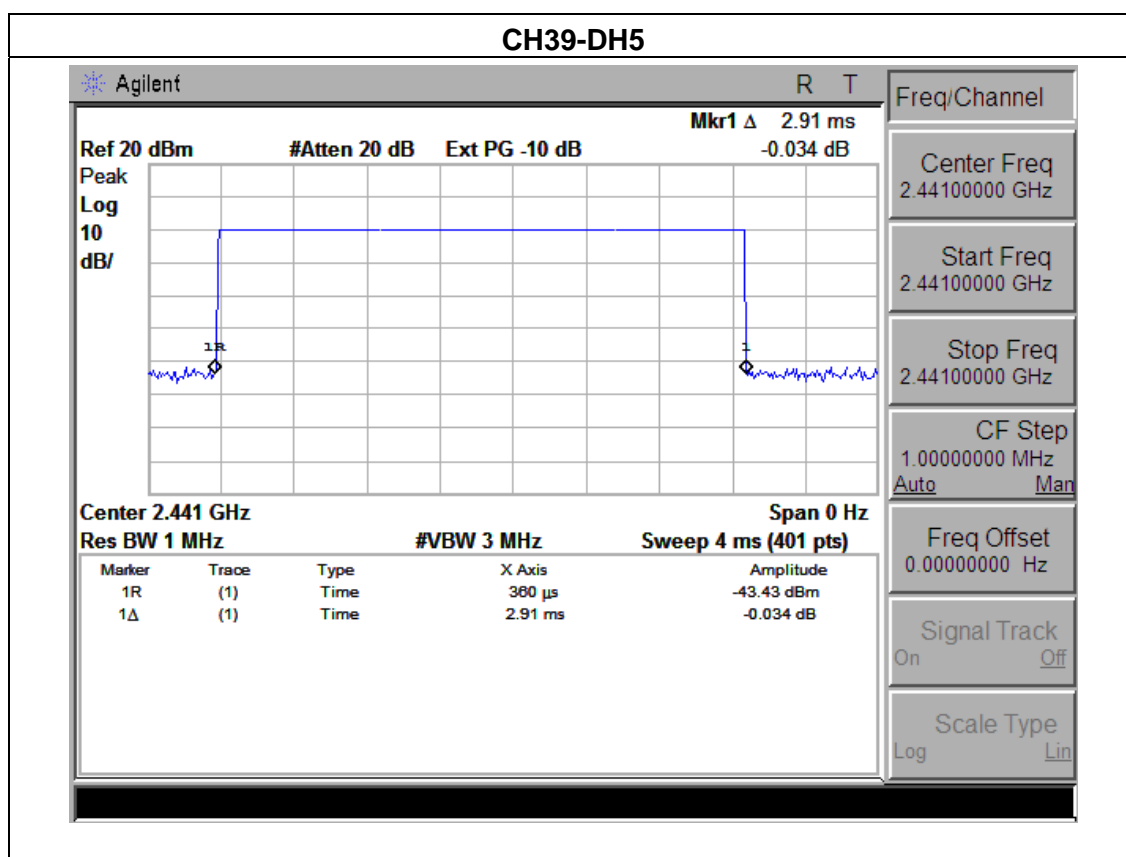 CH39-DH5
Agilent R T
Mkr1 Δ 2.91 ms
Ref 20 dBm #Atten 20 dB Ext PG -10 dB -0.034 dB
Peak
Log
10
dB/
1R
1
Center 2.441 GHz Span 0 Hz
Res BW 1 MHz #VBW 3 MHz Sweep 4 ms (401 pts)
Marker Trace Type X Axis Amplitude
1R (1) Time 360 µs -43.43 dBm
1Δ (1) Time 2.91 ms -0.034 dB
Freq/Channel
Center Freq
2.44100000 GHz
Start Freq
2.44100000 GHz
Stop Freq
2.44100000 GHz
CF Step
1.00000000 MHz
Auto Man
Freq Offset
0.00000000 Hz
Signal Track
On Off
Scale Type
Log Lin